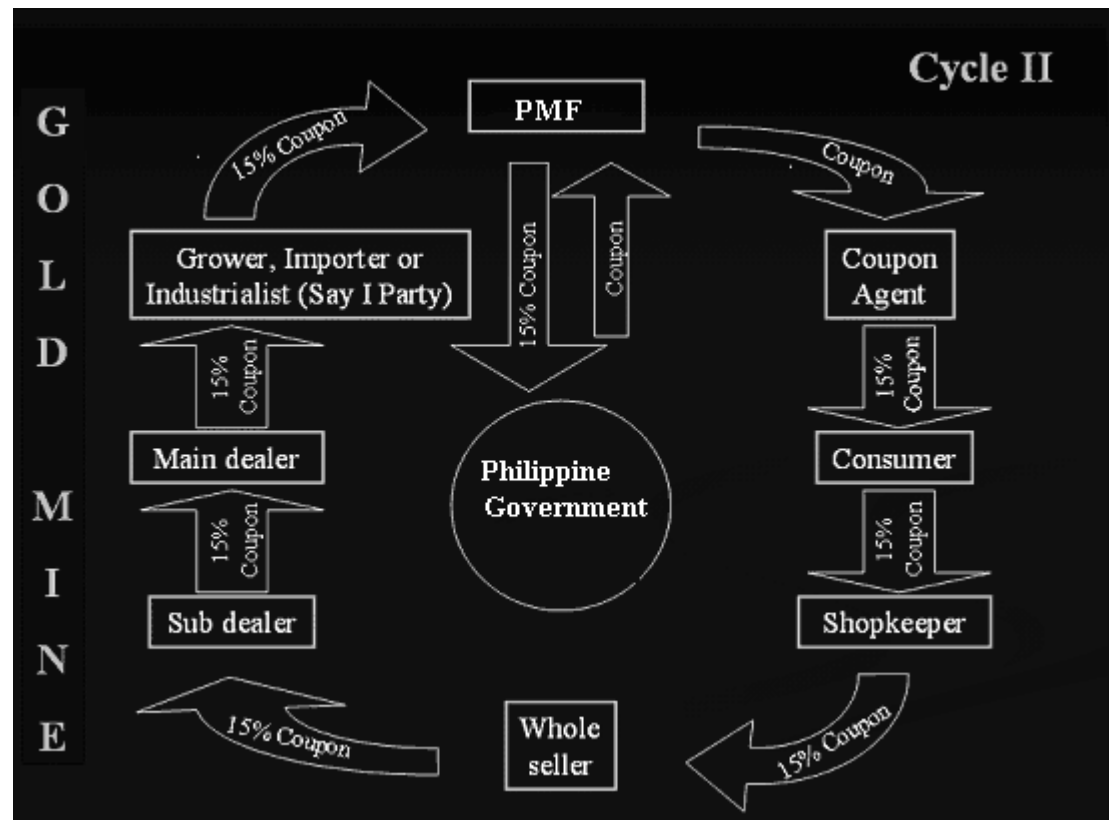 Cycle II
GOLD MINE
PMF
15% Coupon
Coupon
15% Coupon
Coupon
Grower, Importer or
Industrialist (Say I Party)
Coupon
Agent
15%
Coupon
15%
Coupon
Main dealer
Philippine
Government
Consumer
15%
Coupon
15%
Coupon
Sub dealer
Shopkeeper
15% Coupon
Whole
seller
15% Coupon